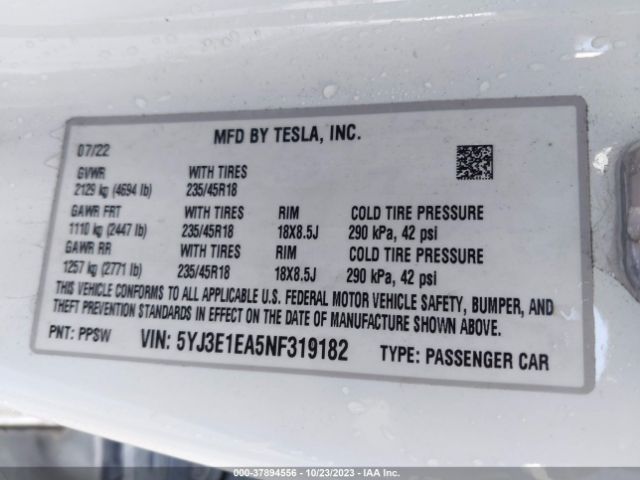 MFD BY TESLA, INC.
07/22
GVWR WITH TIRES
2129 kg (4694 lb) 235/45R18
GAWR FRT WITH TIRES RIM COLD TIRE PRESSURE
1110 kg (2447 lb) 235/45R18 18X8.5J 290 kPa, 42 psi
GAWR RR WITH TIRES RIM COLD TIRE PRESSURE
1257 kg (2771 lb) 235/45R18 18X8.5J 290 kPa, 42 psi
THIS VEHICLE CONFORMS TO ALL APPLICABLE U.S. FEDERAL MOTOR VEHICLE SAFETY, BUMPER, AND
THEFT PREVENTION STANDARDS IN EFFECT ON THE DATE OF MANUFACTURE SHOWN ABOVE.
PNT: PPSW VIN: 5YJ3E1EA5NF319182 TYPE: PASSENGER CAR
000-37894556 - 10/23/2023 - IAA Inc.